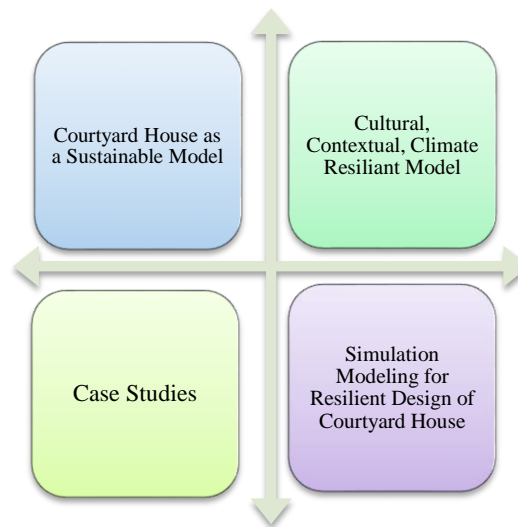 Courtyard House as
a Sustainable Model
Cultural,
Contextual, Climate
Resiliant Model
Case Studies
Simulation
Modeling for
Resilient Design of
Courtyard House